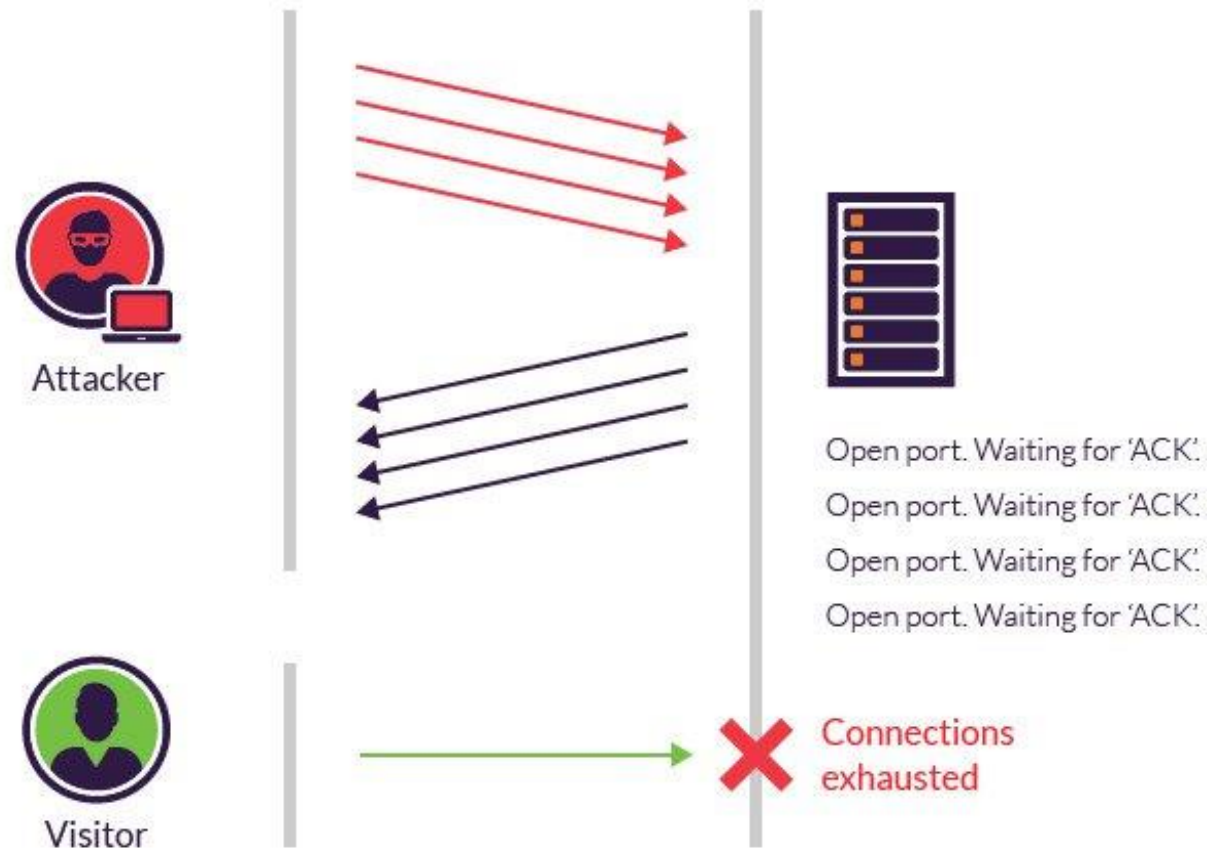 Attacker
Open port. Waiting for ‘ACK’.
Open port. Waiting for ‘ACK’.
Open port. Waiting for ‘ACK’.
Open port. Waiting for ‘ACK’.
Connections
exhausted
Visitor